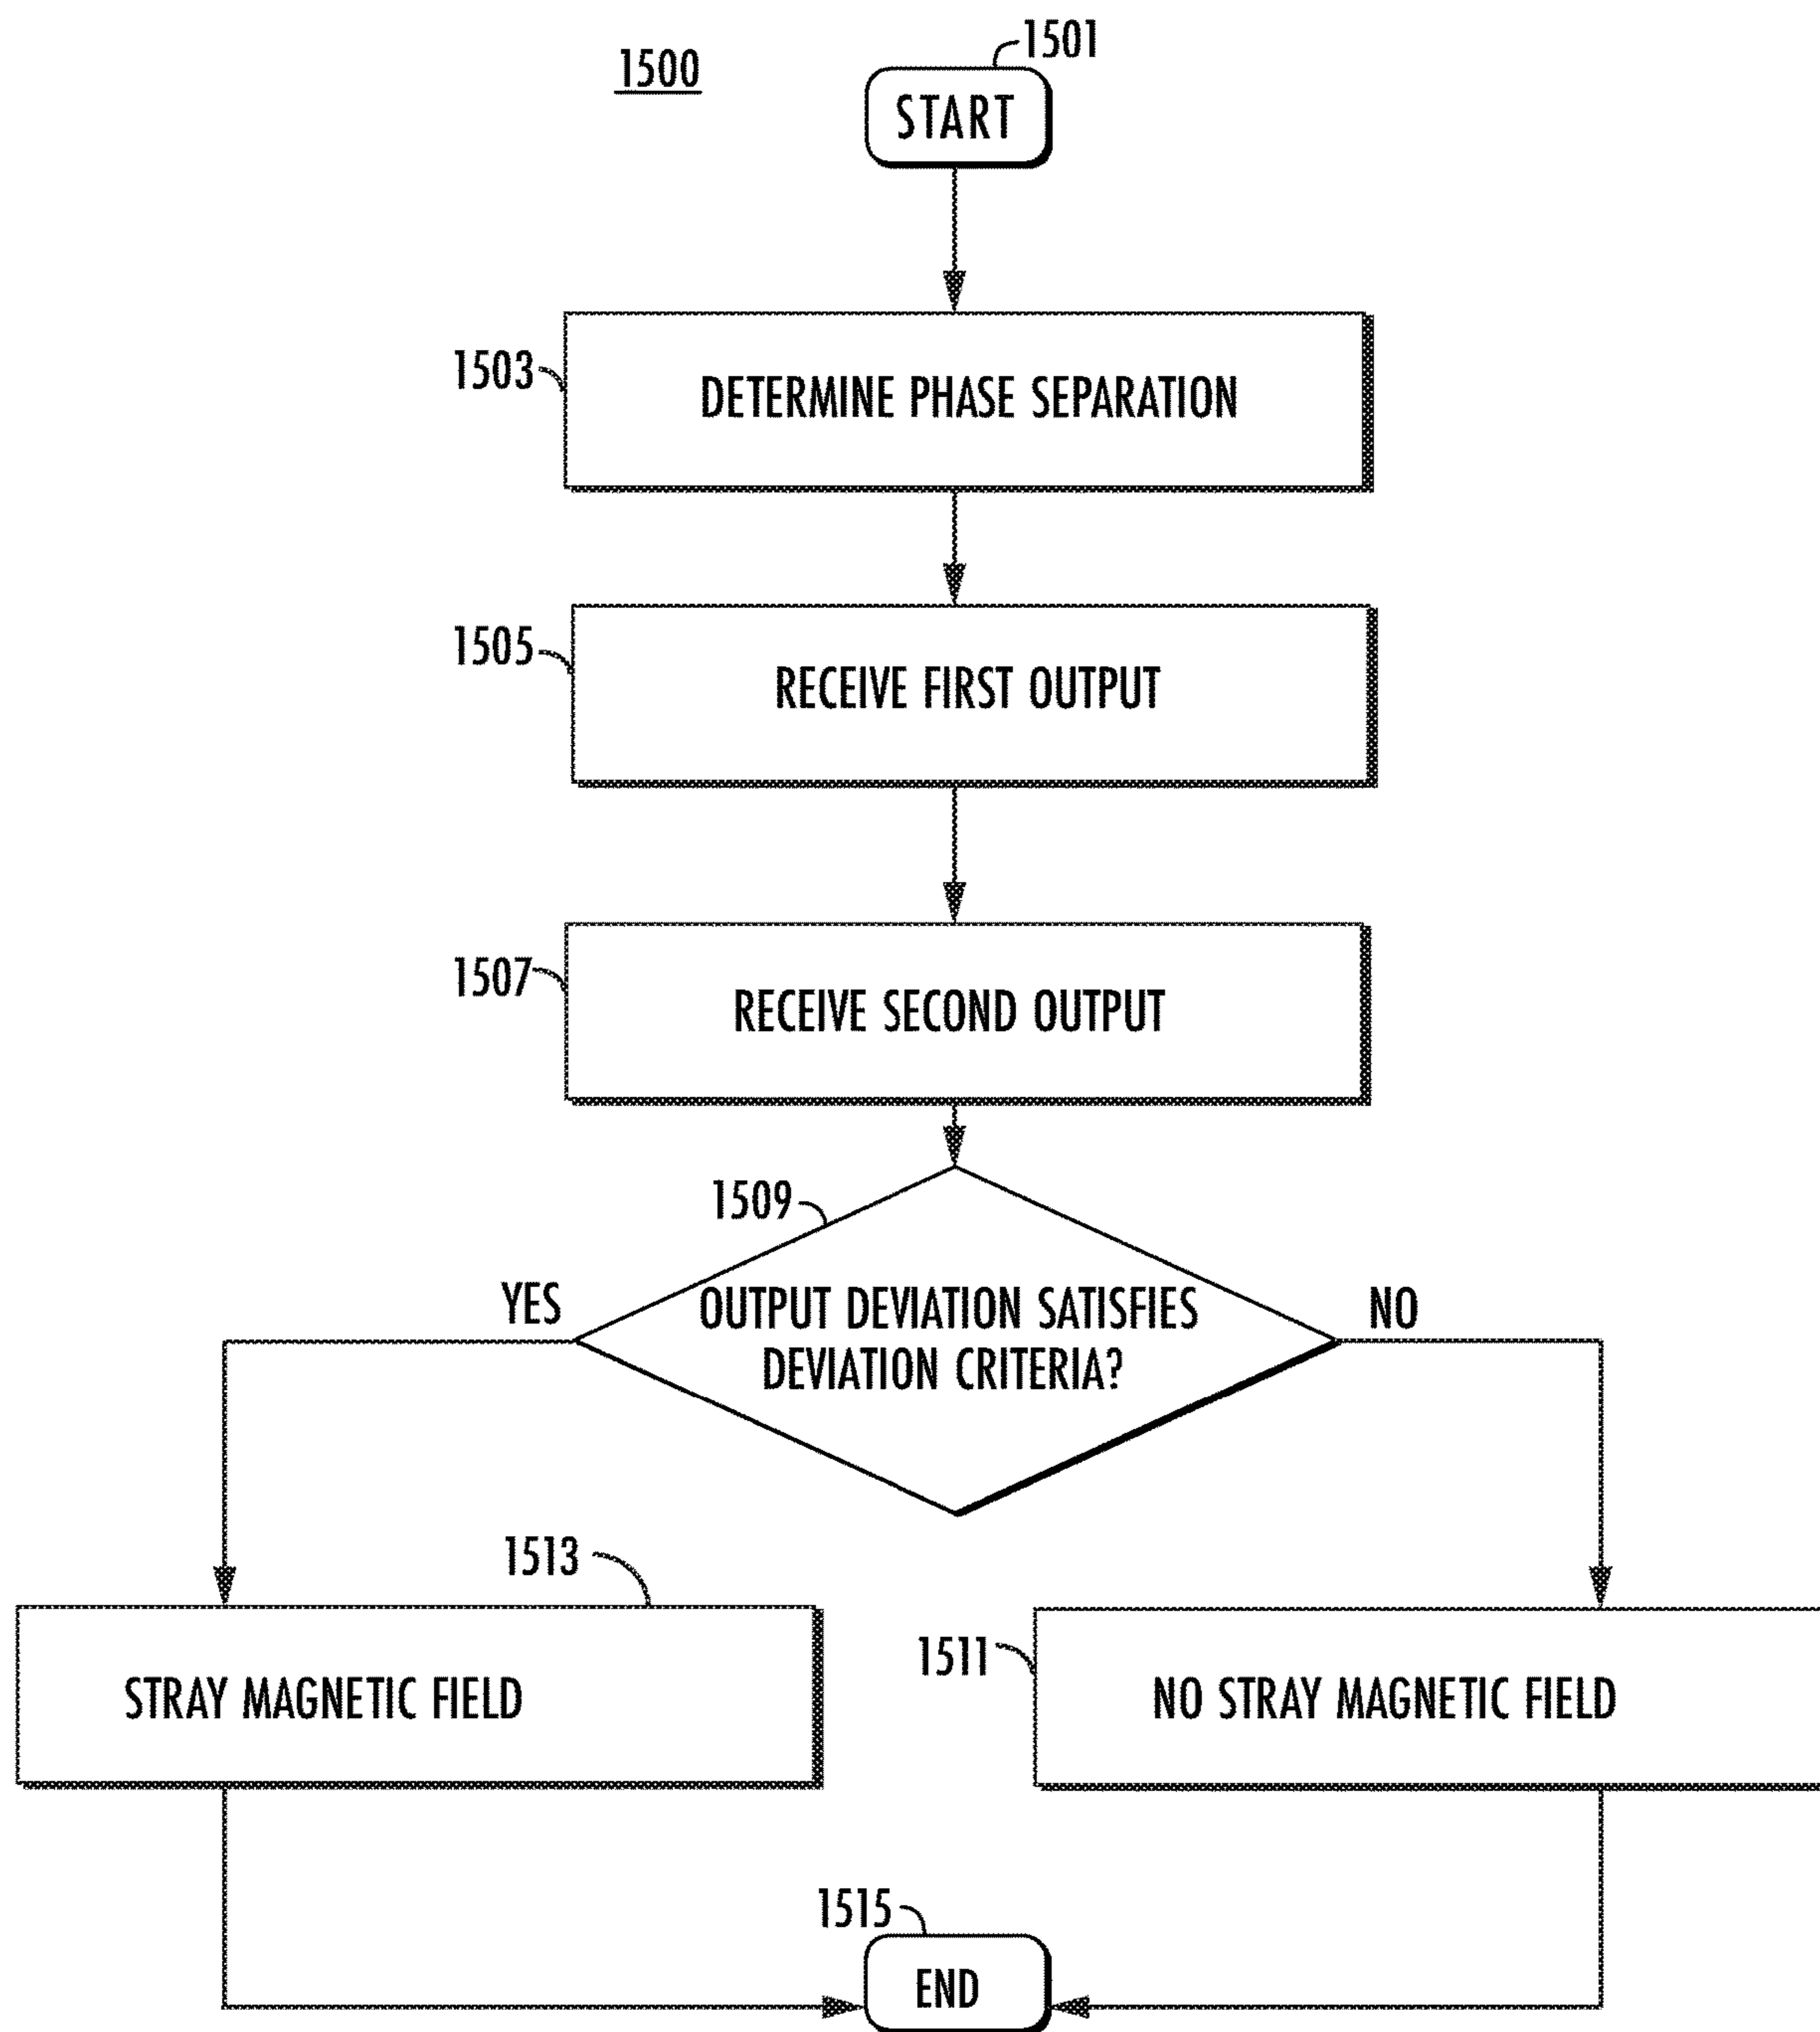 1500
1501
START
1503
DETERMINE PHASE SEPARATION
1505
RECEIVE FIRST OUTPUT
1507
RECEIVE SECOND OUTPUT
1509
YES
OUTPUT DEVIATION SATISFIES
DEVIATION CRITERIA?
NO
1513
STRAY MAGNETIC FIELD
1511
NO STRAY MAGNETIC FIELD
1515
END